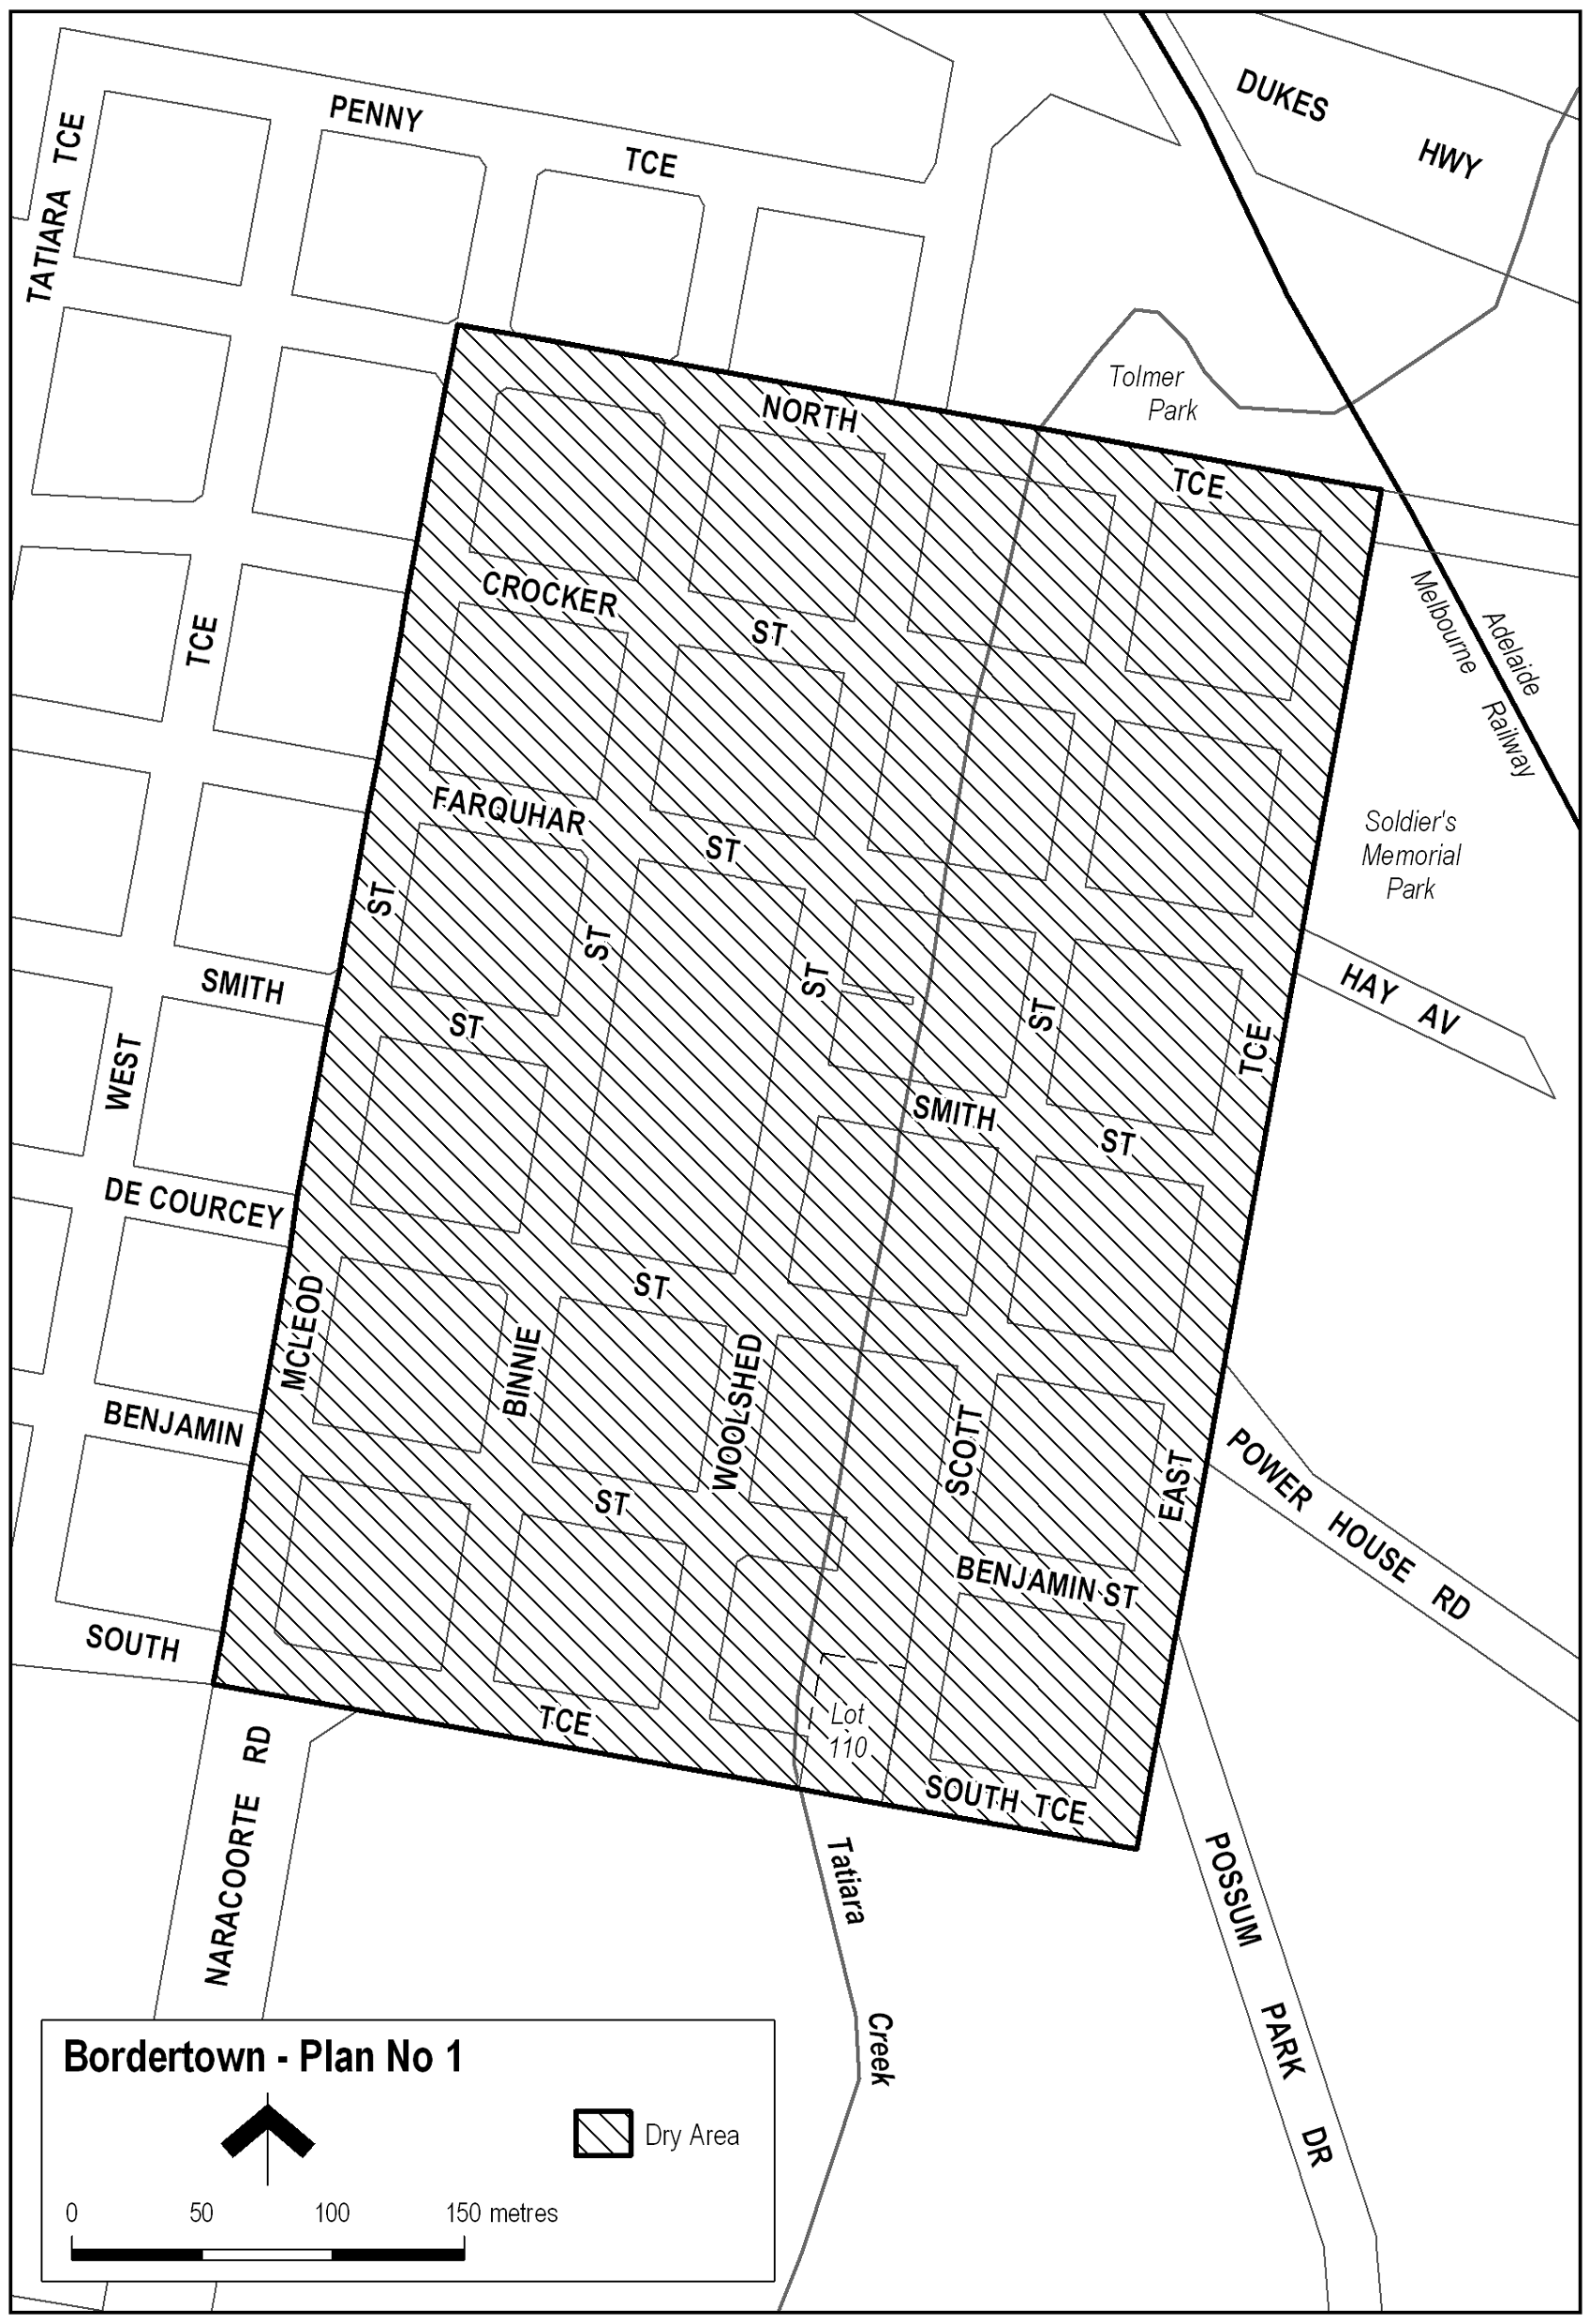 DUKES HWY
PENNY TCE
TATIARA TCE
Tolmer
Park
NORTH TCE
CROCKER ST
Adelaide
Melbourne Railway
TCE
FARQUHAR ST
Soldier's
Memorial
Park
ST
ST
ST
ST
SMITH ST
HAY AV
TCE
WEST
SMITH ST
DE COURCEY ST
MCLEOD
BINNIE
WOOLSHED
SCOTT
EAST
BENJAMIN ST
POWER HOUSE RD
BENJAMIN ST
SOUTH TCE
Lot
110
SOUTH TCE
NARACOORTE RD
Tatiara Creek
POSSUM PARK DR
Bordertown - Plan No 1
Dry Area
0 50 100 150 metres